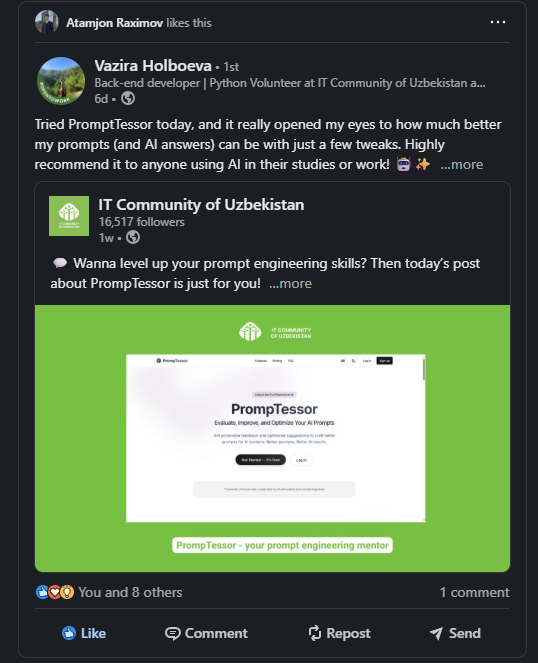 Atamjon Raximov likes this
Vazira Holboeva • 1st
Back-end developer | Python Volunteer at IT Community of Uzbekistan a...
6d •
Tried PromptTessor today, and it really opened my eyes to how much better
my prompts (and AI answers) can be with just a few tweaks. Highly
recommend it to anyone using AI in their studies or work! 🤖 ✨ ...more
IT Community of Uzbekistan
16,517 followers
1w •
💬 Wanna level up your prompt engineering skills? Then today's post
about PrompTessor is just for you! ...more
IT COMMUNITY
OF UZBEKISTAN
PrompTessor
Features Pricing FAQ
Log in Sign up
PrompTessor
Evaluate, Improve, and Optimize Your AI Prompts
Get actionable feedback and optimized suggestions to craft better
prompts for AI systems. Better prompts, Better AI results.
Get Started — It's Free
Log in
PrompTessor - your prompt engineering mentor
You and 8 others
1 comment
Like
Comment
Repost
Send